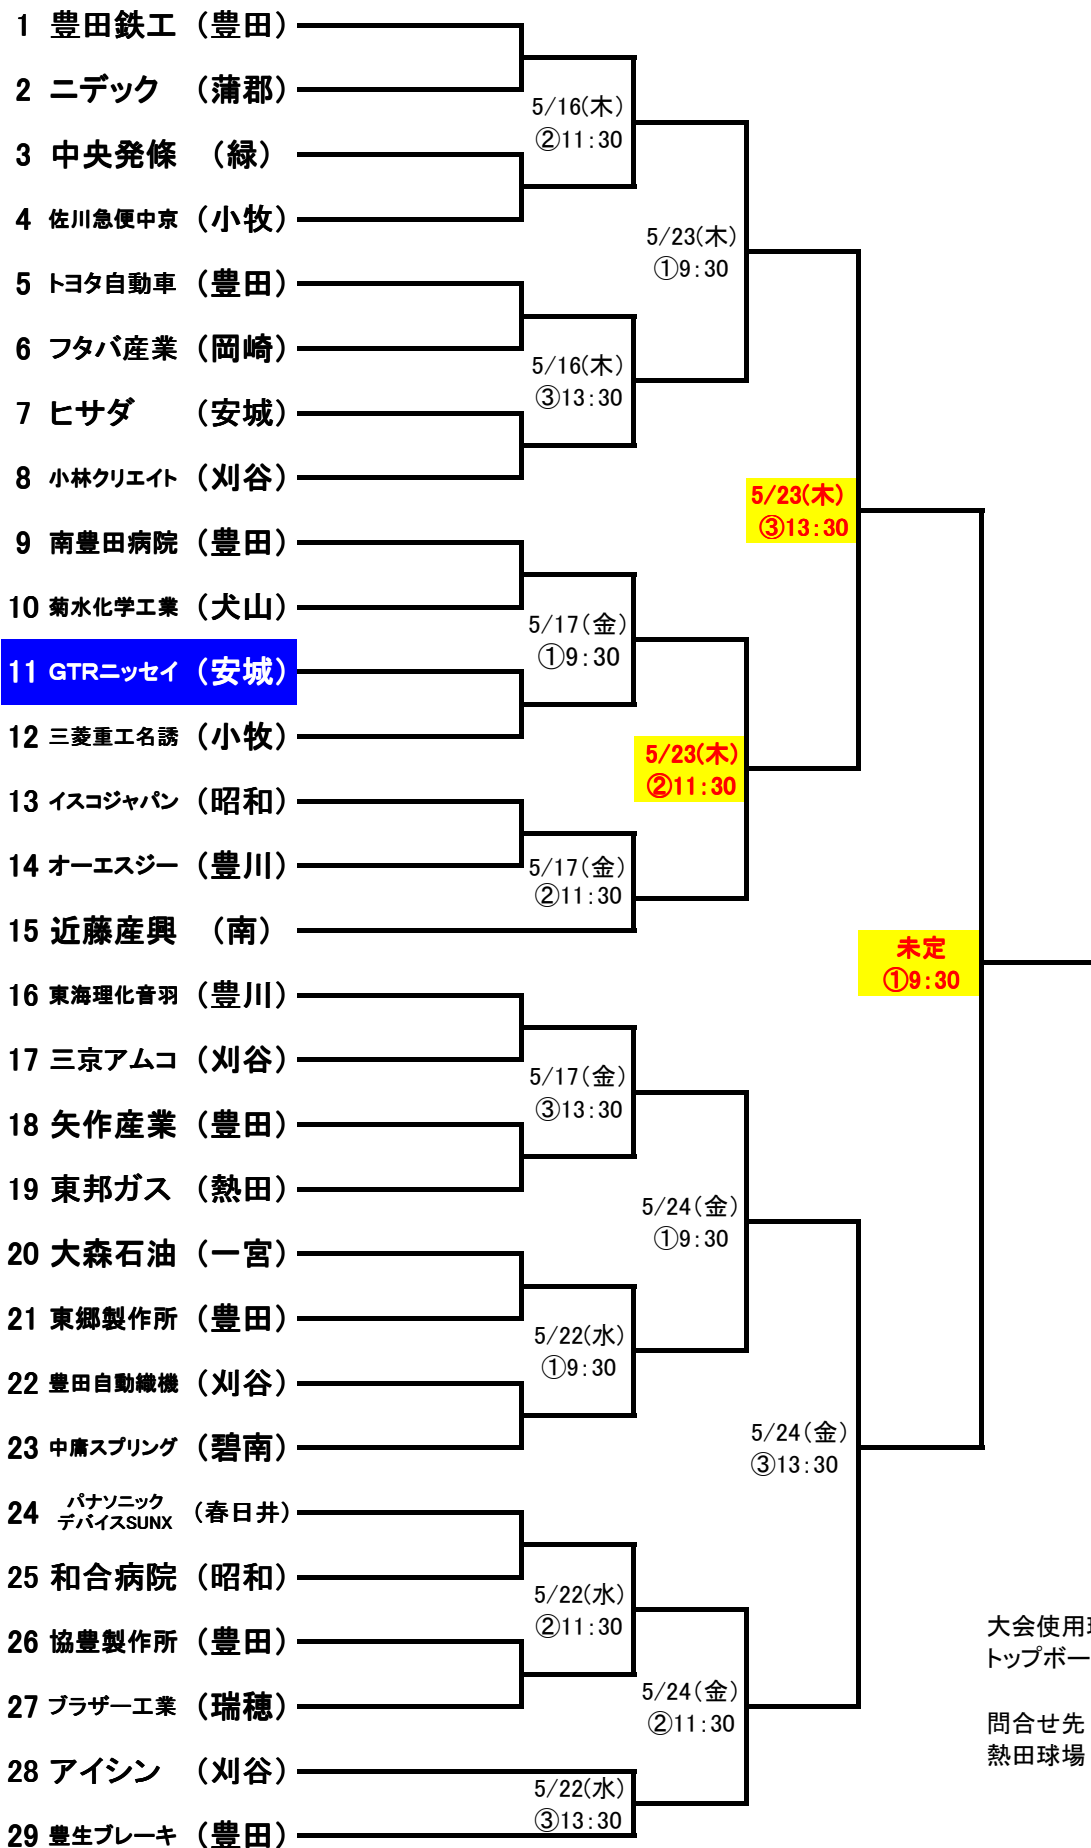 1 豊田鉄工 （豊田）
2 ニデック （蒲郡）
5/16(木)
②11:30
3 中央発條 （緑）
4 佐川急便中京 （小牧）
5/23(木)
①9:30
5 トヨタ自動車 （豊田）
6 フタバ産業 （岡崎）
5/16(木)
③13:30
7 ヒサダ （安城）
8 小林クリエイト （刈谷）
5/23(木)
③13:30
9 南豊田病院 （豊田）
10 菊水化学工業 （犬山）
5/17(金)
①9:30
11 GTRニッセイ （安城）
12 三菱重工名誘 （小牧）
5/23(木)
②11:30
13 イスコジャパン （昭和）
14 オーエスジー （豊川）
5/17(金)
②11:30
15 近藤産興 （南）
未定
①9:30
16 東海理化音羽 （豊川）
17 三京アムコ （刈谷）
5/17(金)
③13:30
18 矢作産業 （豊田）
19 東邦ガス （熱田）
5/24(金)
①9:30
20 大森石油 （一宮）
21 東郷製作所 （豊田）
5/22(水)
①9:30
22 豊田自動織機 （刈谷）
23 中庸スプリング （碧南）
5/24(金)
③13:30
24 パナソニック
デバイスSUNX （春日井）
25 和合病院 （昭和）
5/22(水)
②11:30
26 協豊製作所 （豊田）
27 ブラザー工業 （瑞穂）
5/24(金)
②11:30
28 アイシン （刈谷）
5/22(水)
③13:30
29 豊生ブレーキ （豊田）
大会使用
トップボー
問合せ先
熱田球場